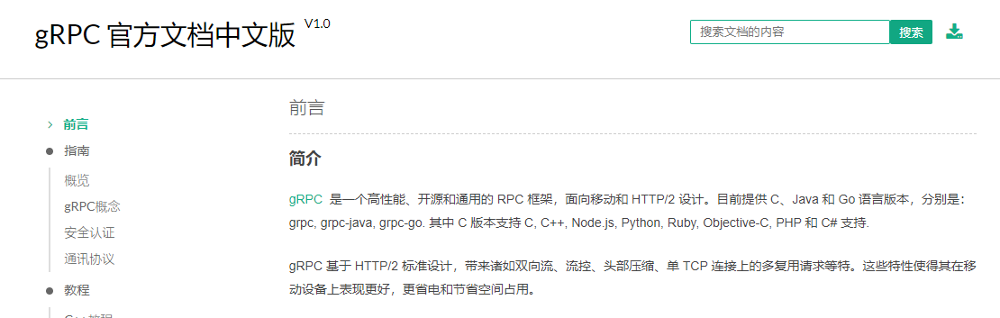 gRPC 官方文档中文版 V1.0
搜索文档的内容
搜索
前言
指南
概览
gRPC概念
安全认证
通讯协议
教程
C++ 教程
前言
简介
gRPC 是一个高性能、开源和通用的 RPC 框架，面向移动和 HTTP/2 设计。目前提供 C、Java 和 Go 语言版本，分别是：
grpc, grpc-java, grpc-go. 其中 C 版本支持 C, C++, Node.js, Python, Ruby, Objective-C, PHP 和 C# 支持.
gRPC 基于 HTTP/2 标准设计，带来诸如双向流、流控、头部压缩、单 TCP 连接上的多复用请求等特。这些特性使得其在移
动设备上表现更好，更省电和节省空间占用。